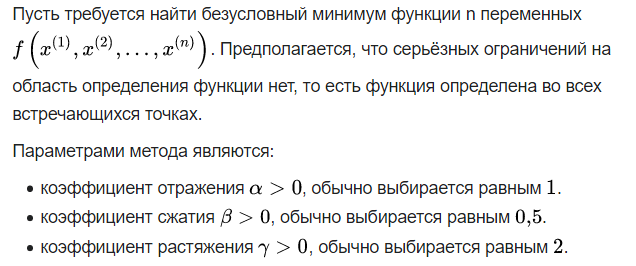 Пусть требуется найти безусловный минимум функции n переменных
f(x^(1), x^(2), …, x^(n)). Предполагается, что серьёзных ограничений на
область определения функции нет, то есть функция определена во всех
встречающихся точках.
Параметрами метода являются:
• коэффициент отражения α > 0, обычно выбирается равным 1.
• коэффициент сжатия β > 0, обычно выбирается равным 0,5.
• коэффициент растяжения γ > 0, обычно выбирается равным 2.